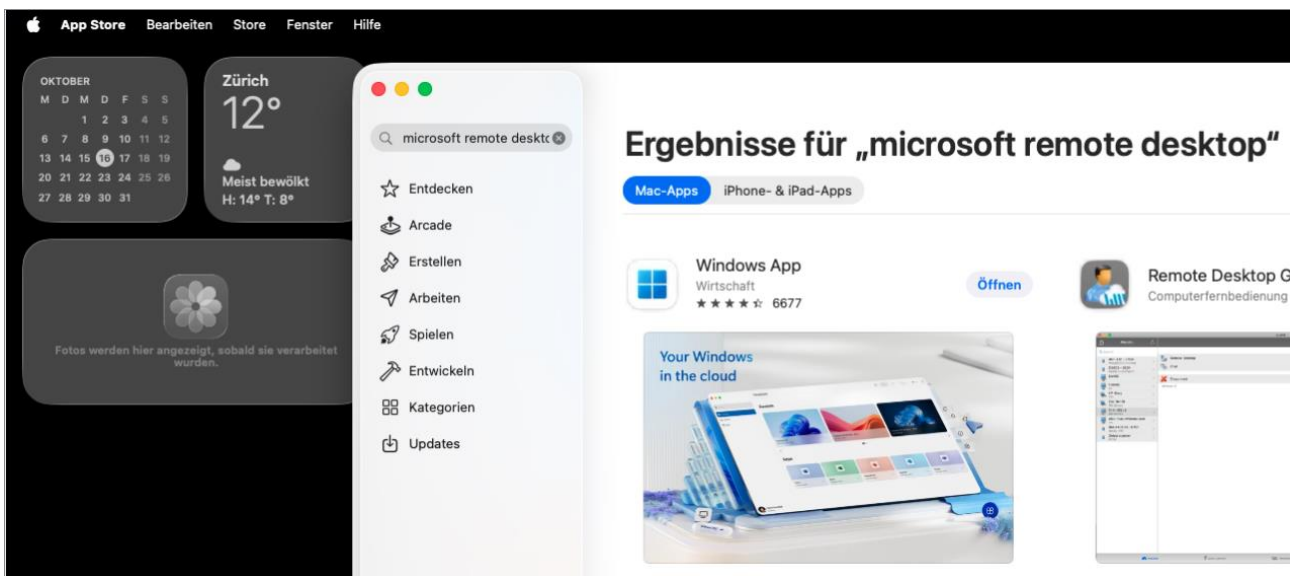 App Store Bearbeiten Store Fenster Hilfe
OKTOBER
M D M D F S S
1 2 3 4 5
6 7 8 9 10 11 12
13 14 15 16 17 18 19
20 21 22 23 24 25 26
27 28 29 30 31
Zürich
12°
Meist bewölkt
H: 14° T: 8°
Fotos werden hier angezeigt, sobald sie verarbeitet
wurden.
microsoft remote deskto
Entdecken
Arcade
Erstellen
Arbeiten
Spielen
Entwickeln
Kategorien
Updates
Ergebnisse für „microsoft remote desktop“
Mac-Apps iPhone- & iPad-Apps
Windows App
Wirtschaft
6677
Öffnen
Your Windows
in the cloud
Remote Desktop G
Computerfernbedienung